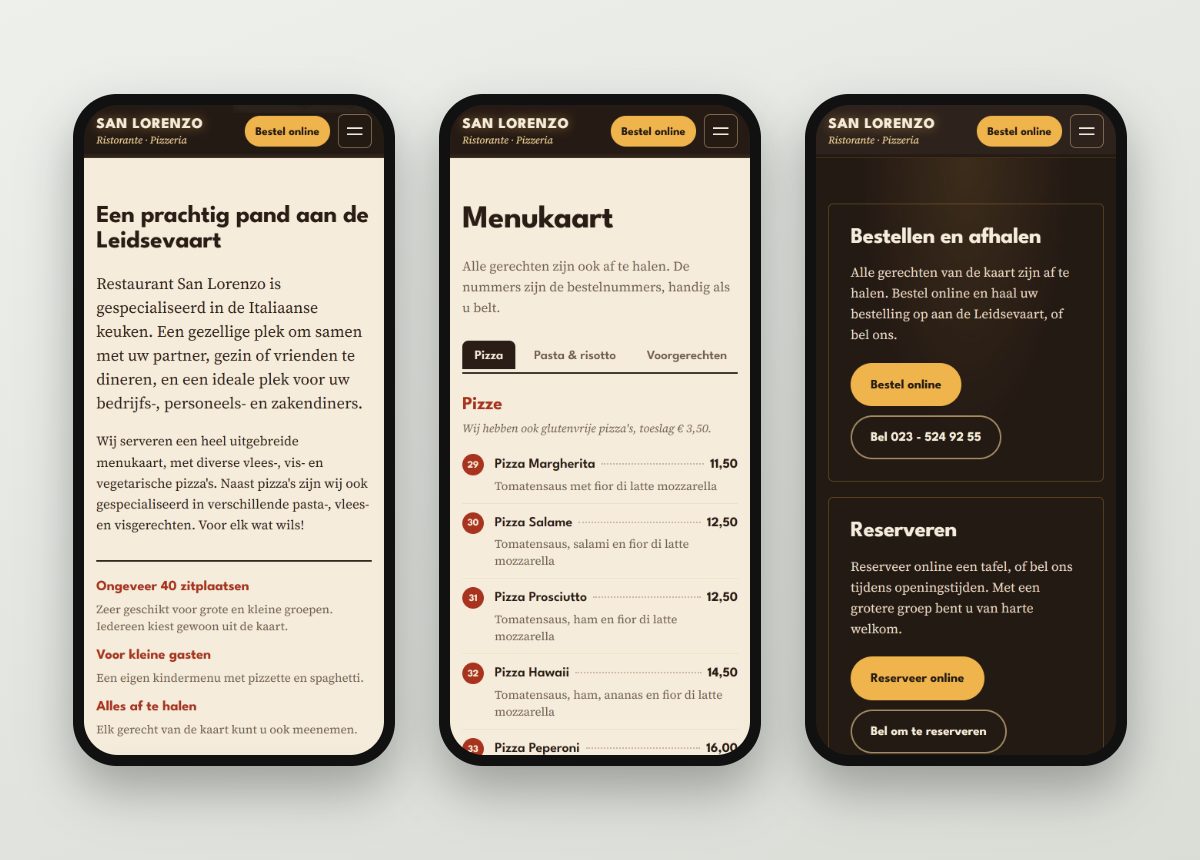 SAN LORENZO
Ristorante · Pizzeria
Bestel online
Een prachtig pand aan de
Leidsevaart
Restaurant San Lorenzo is
gespecialiseerd in de Italiaanse
keuken. Een gezellige plek om samen
met uw partner, gezin of vrienden te
dineren, en een ideale plek voor uw
bedrijfs-, personeels- en zakendiners.
Wij serveren een heel uitgebreide
menukaart, met diverse vlees-, vis- en
vegetarische pizza's. Naast pizza's zijn wij ook
gespecialiseerd in verschillende pasta-, vlees-
en visgerechten. Voor elk wat wils!
Ongeveer 40 zitplaatsen
Zeer geschikt voor grote en kleine groepen.
Iedereen kiest gewoon uit de kaart.
Voor kleine gasten
Een eigen kindermenu met pizzette en spaghetti.
Alles af te halen
Elk gerecht van de kaart kunt u ook meenemen.
SAN LORENZO
Ristorante · Pizzeria
Bestel online
Menukaart
Alle gerechten zijn ook af te halen. De
nummers zijn de bestelnummers, handig als
u belt.
Pizza Pasta & risotto Voorgerechten
Pizze
Wij hebben ook glutenvrije pizza's, toeslag € 3,50.
29 Pizza Margherita 11,50
Tomatensaus met fior di latte mozzarella
30 Pizza Salame 12,50
Tomatensaus, salami en fior di latte
mozzarella
31 Pizza Prosciutto 12,50
Tomatensaus, ham en fior di latte
mozzarella
32 Pizza Hawaii 14,50
Tomatensaus, ham, ananas en fior di latte
mozzarella
33 Pizza Peperoni 16,00
SAN LORENZO
Ristorante · Pizzeria
Bestel online
Bestellen en afhalen
Alle gerechten van de kaart zijn af te
halen. Bestel online en haal uw
bestelling op aan de Leidsevaart, of
bel ons.
Bestel online
Bel 023 - 524 92 55
Reserveren
Reserveer online een tafel, of bel ons
tijdens openingstijden. Met een
grotere groep bent u van harte
welkom.
Reserveer online
Bel om te reserveren